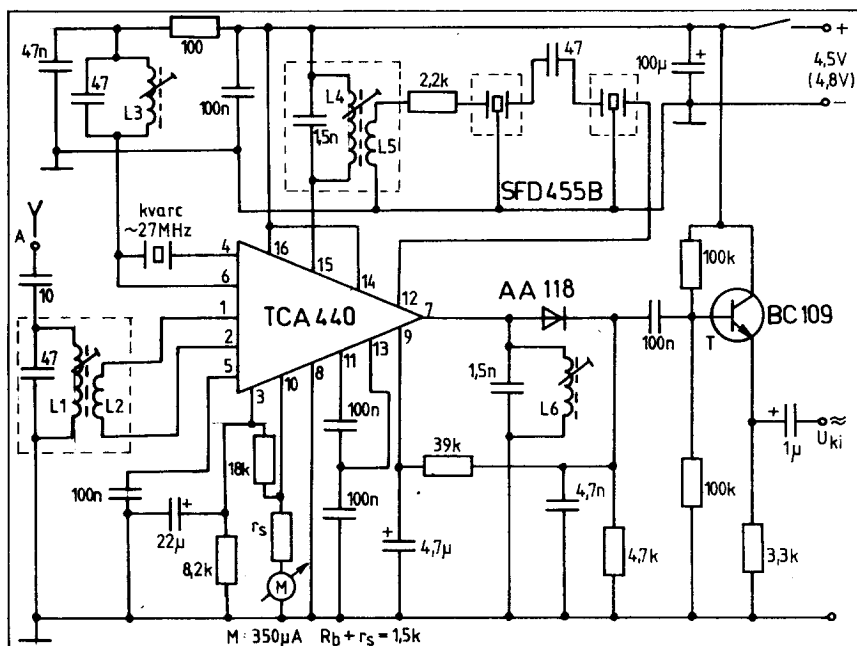 47n
47
L3
100
100n
L4
1,5n
L5
2,2k
47
100µ
+
+
4,5V
(4,8V)
−
SFD 455B
A
kvarc
~27MHz
10
47
L1
L2
4
6
1
2
5
3
16
15
14
12
7
9
13
11
8
10
TCA 440
AA 118
100k
BC109
T
100n
1,5n
L6
100n
100n
39k
4,7n
+
1µ
≈
Uki
18k
100n
+
22µ
8,2k
rs
M
+
4,7µ
4,7k
100k
3,3k
M: 350µA Rb + rs = 1,5k